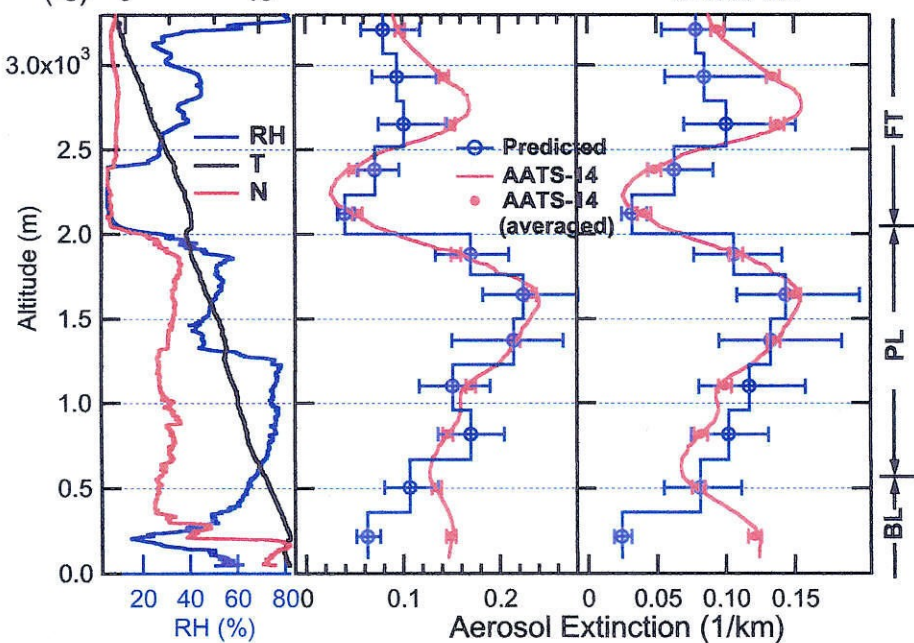 3.0x10³
2.5
2.0
1.5
1.0
0.5
0.0
Altitude (m)
RH
T
N
Predicted
AATS-14
AATS-14
(averaged)
FT
PL
BL
20 40 60 80
RH (%)
0 0.1 0.2
0 0.05 0.10 0.15
Aerosol Extinction (1/km)